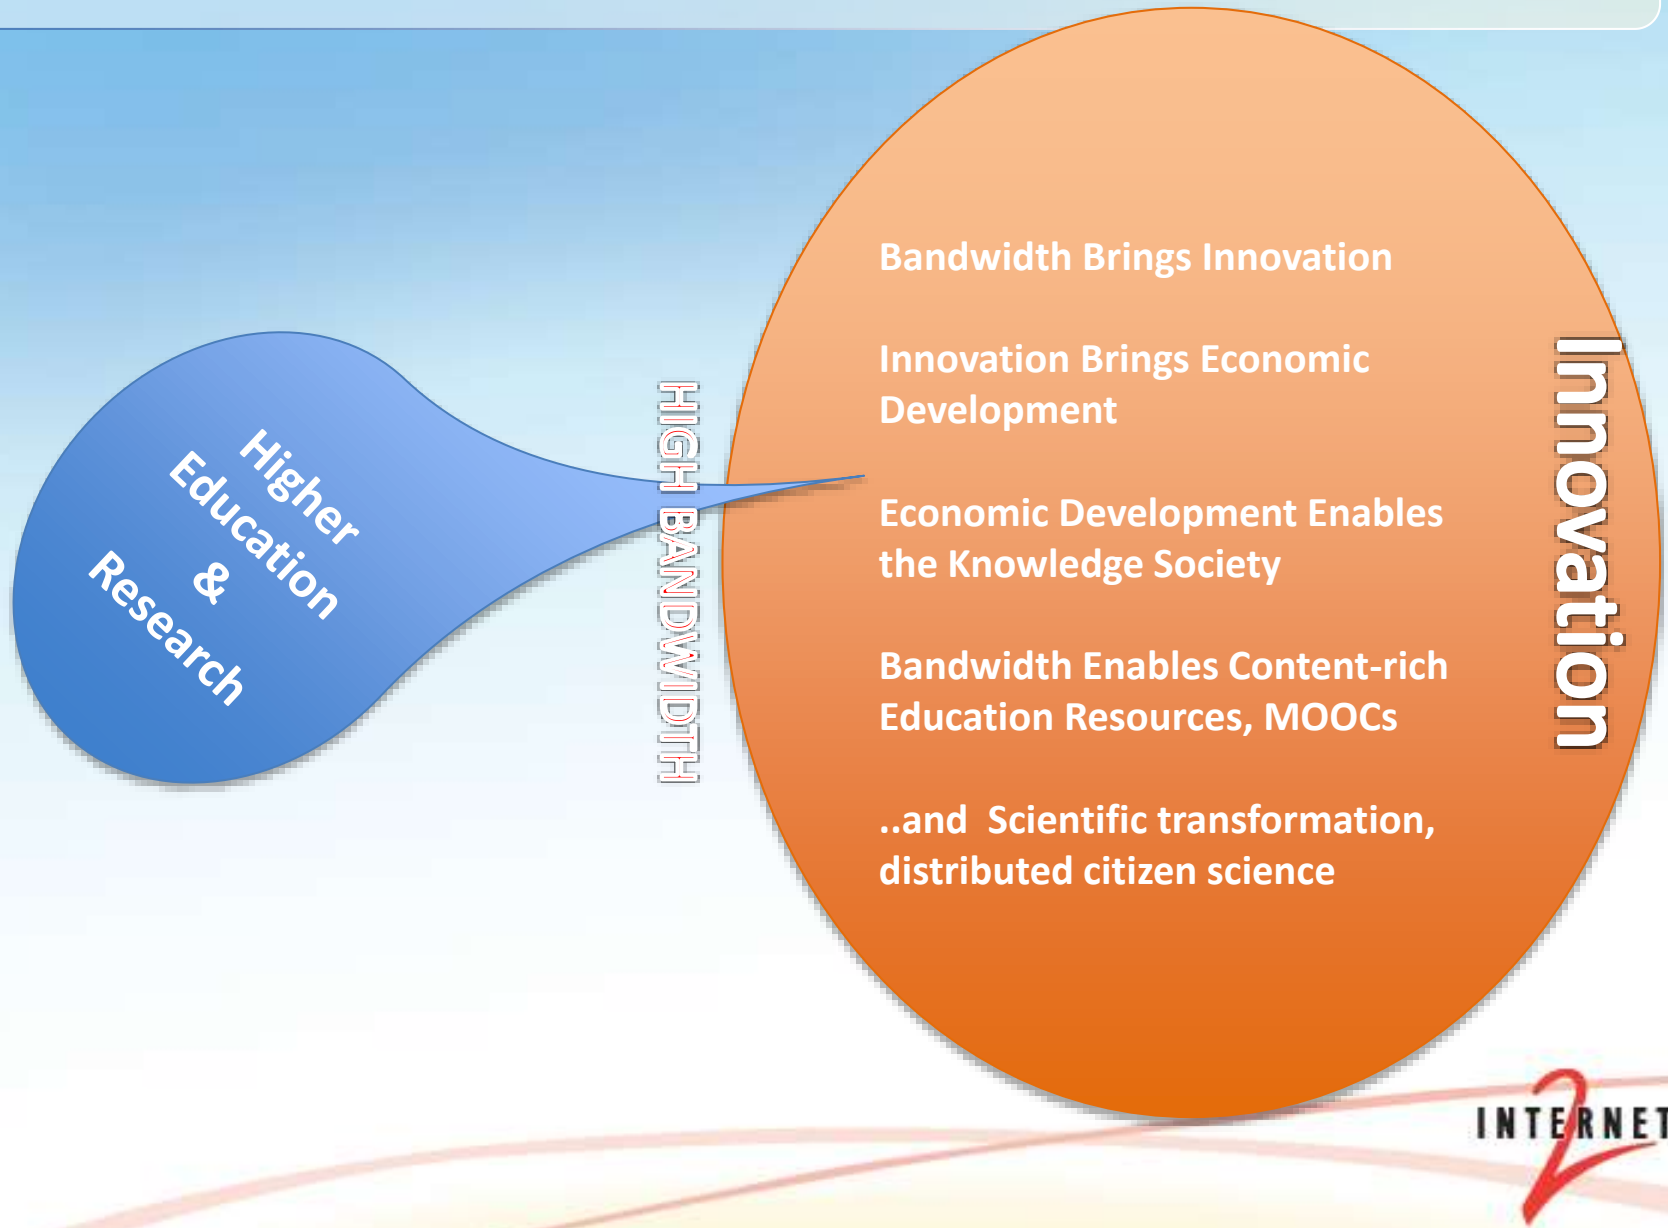 Higher
Education
&
Research
HIGH BANDWIDTH
Bandwidth Brings Innovation
Innovation Brings Economic
Development
Economic Development Enables
the Knowledge Society
Bandwidth Enables Content-rich
Education Resources, MOOCs
..and  Scientific transformation,
distributed citizen science
Innovation
INTERNET
2